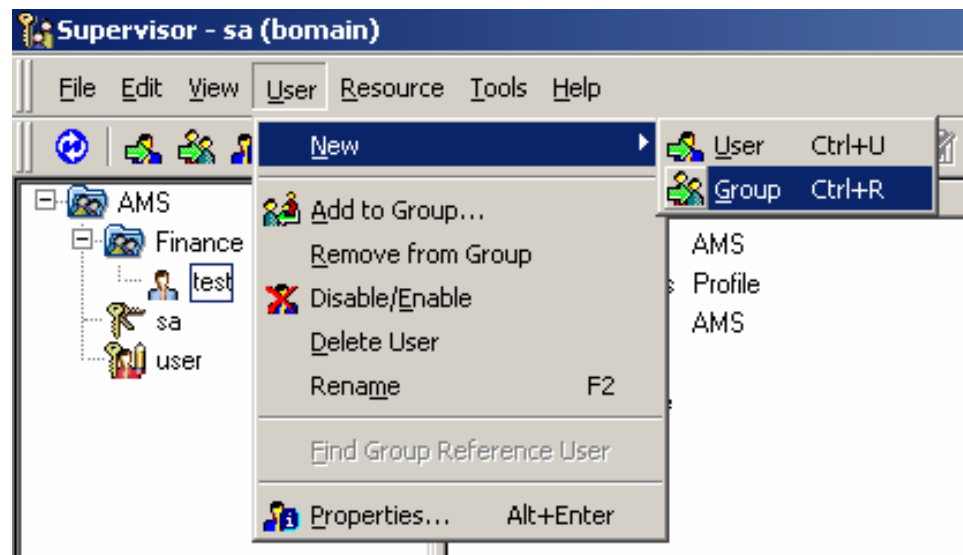 Supervisor - sa (bomain)
File Edit View User Resource Tools Help
New
User Ctrl+U
Group Ctrl+R
AMS
Finance
test
sa
user
Add to Group...
Remove from Group
Disable/Enable
Delete User
Rename F2
Find Group Reference User
Properties... Alt+Enter
AMS
Profile
AMS